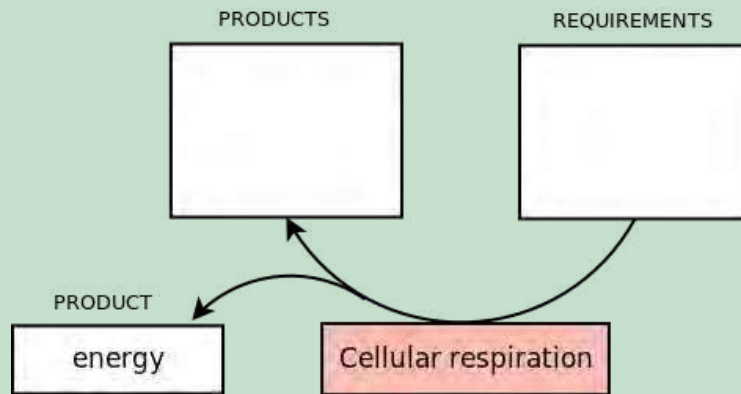 PRODUCTS
REQUIREMENTS
PRODUCT
energy
Cellular respiration